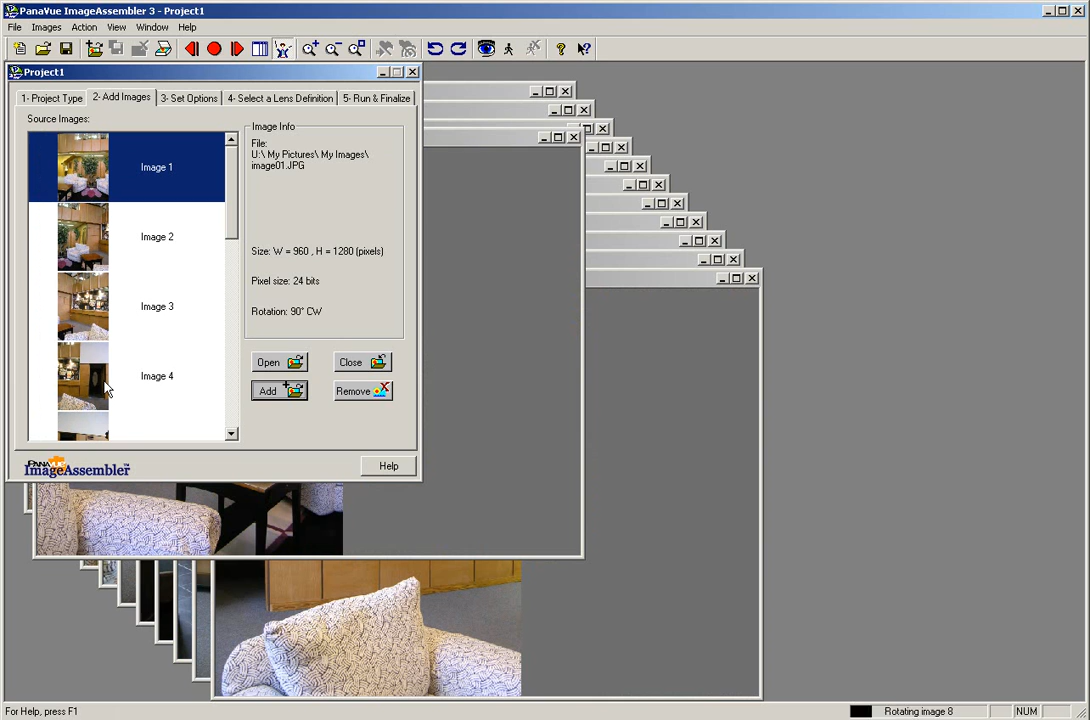 PanaVue ImageAssembler 3 - Project1
File Images Action View Window Help
Project1
1- Project Type 2- Add Images 3- Set Options 4- Select a Lens Definition 5- Run & Finalize
Source Images:
Image 1
Image 2
Image 3
Image 4
Image Info
File:
U:\ My Pictures\ My Images\
image01.JPG
Size: W = 960 , H = 1280 (pixels)
Pixel size: 24 bits
Rotation: 90° CW
Open Close
Add Remove
PANAVUE
ImageAssembler™
Help
For Help, press F1
Rotating image 8 NUM